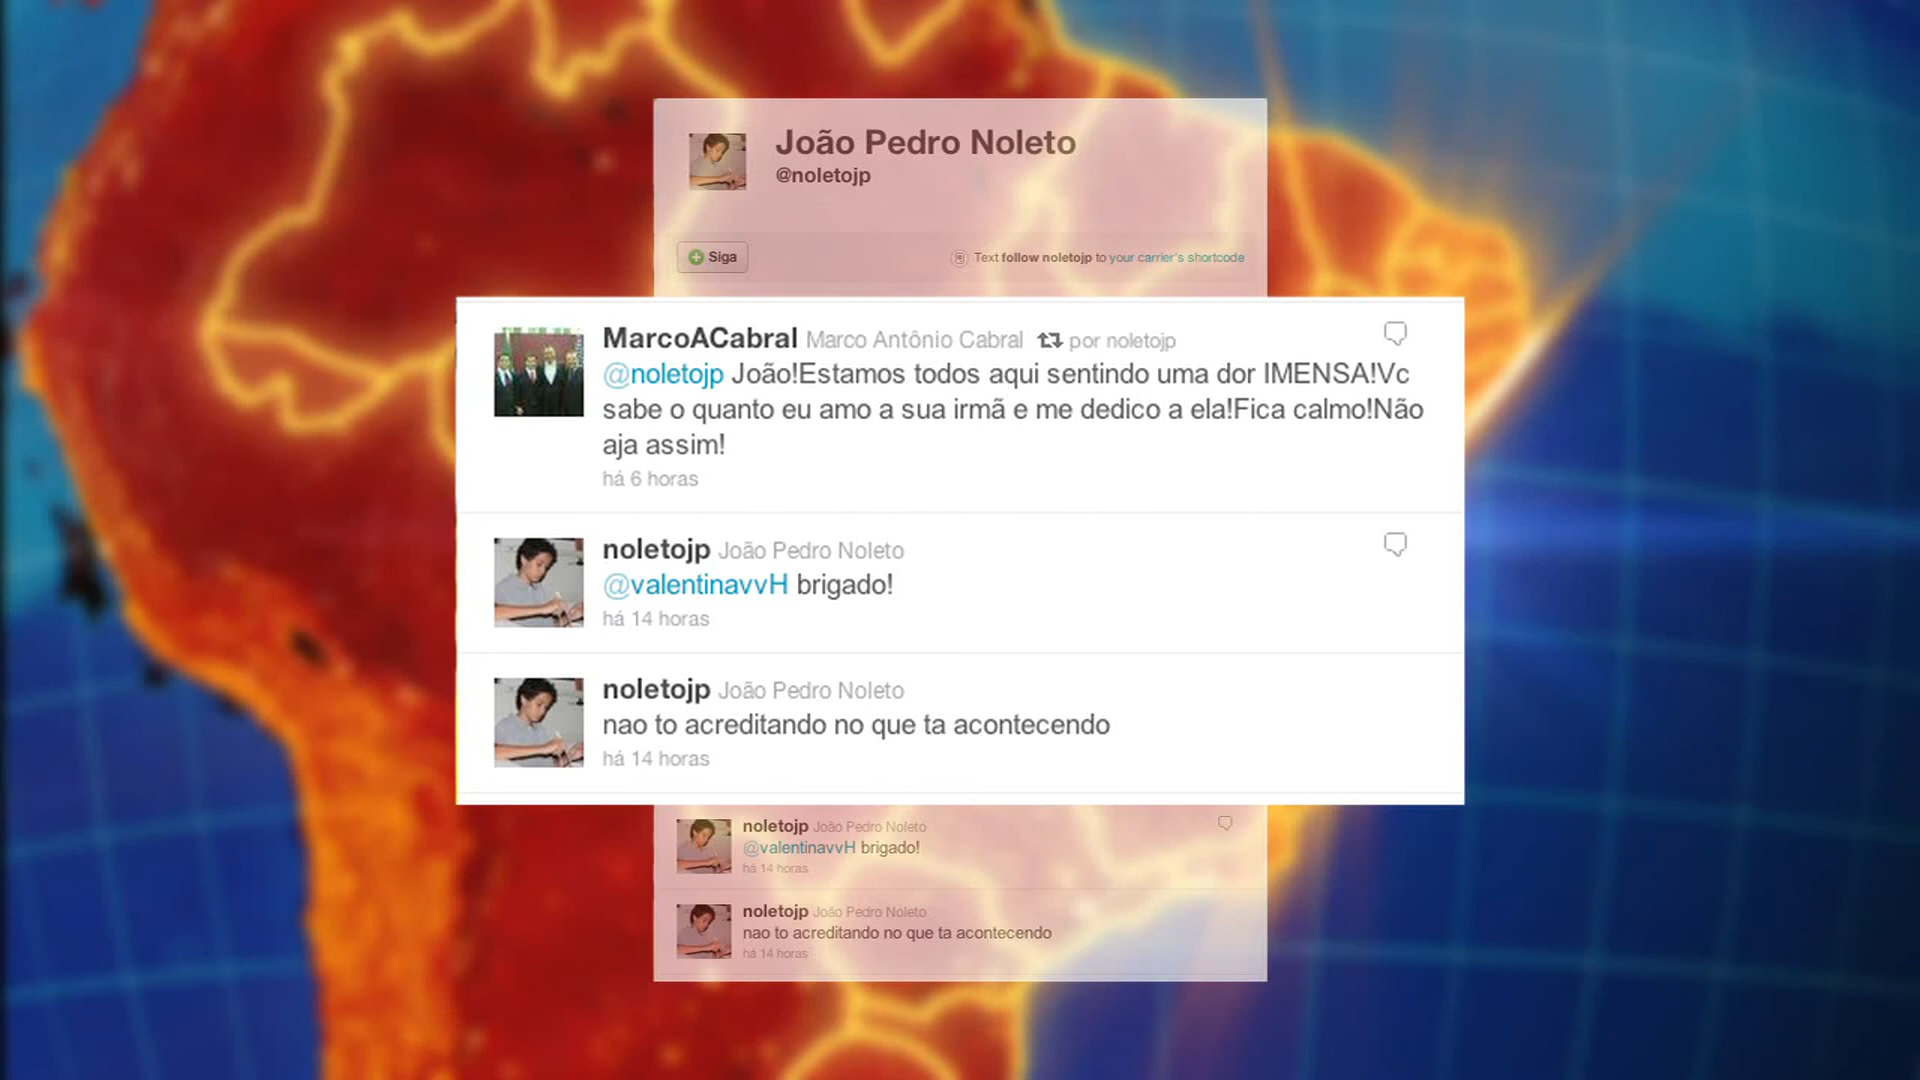 João Pedro Noleto
@noletojp
Siga
Text follow noletojp to your carrier's shortcode
MarcoACabral Marco Antônio Cabral por noletojp
@noletojp João!Estamos todos aqui sentindo uma dor IMENSA!Vc
sabe o quanto eu amo a sua irmã e me dedico a ela!Fica calmo!Não
aja assim!
há 6 horas
noletojp João Pedro Noleto
@valentinavvH brigado!
há 14 horas
noletojp João Pedro Noleto
nao to acreditando no que ta acontecendo
há 14 horas
noletojp João Pedro Noleto
@valentinavvH brigado!
há 14 horas
noletojp João Pedro Noleto
nao to acreditando no que ta acontecendo
há 14 horas